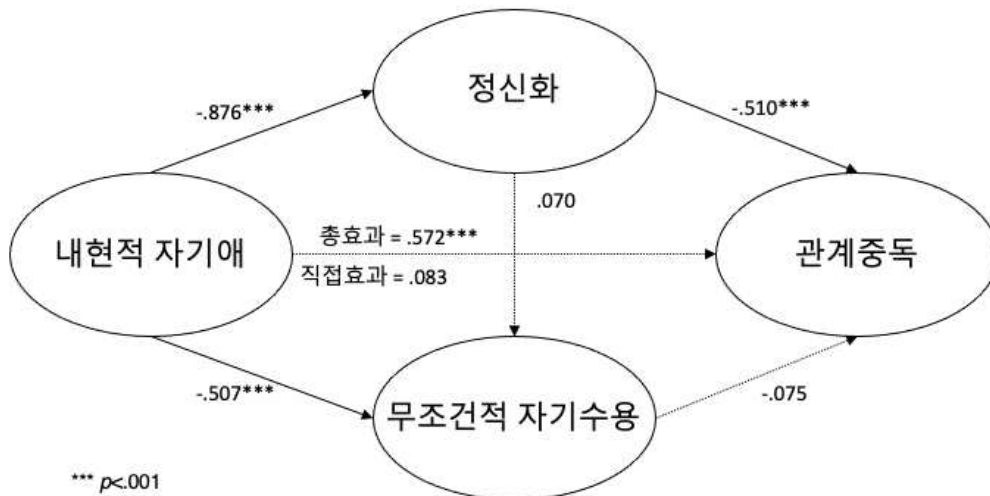 정신화
-.876***
-.510***
.070
내현적 자기애
총효과 = .572***
직접효과 = .083
관계중독
-.507***
무조건적 자기수용
-.075
*** p<.001